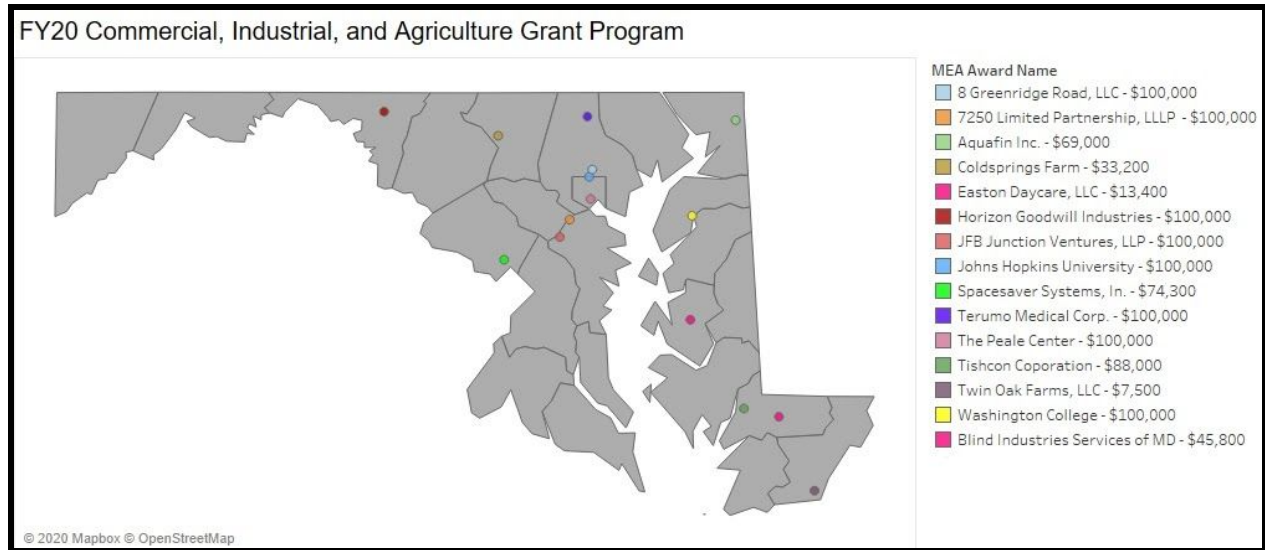 FY20 Commercial, Industrial, and Agriculture Grant Program
MEA Award Name
8 Greenridge Road, LLC - $100,000
7250 Limited Partnership, LLLP - $100,000
Aquafin Inc. - $69,000
Coldsprings Farm - $33,200
Easton Daycare, LLC - $13,400
Horizon Goodwill Industries - $100,000
JFB Junction Ventures, LLP - $100,000
Johns Hopkins University - $100,000
Spacesaver Systems, In. - $74,300
Terumo Medical Corp. - $100,000
The Peale Center - $100,000
Tishcon Coporation - $88,000
Twin Oak Farms, LLC - $7,500
Washington College - $100,000
Blind Industries Services of MD - $45,800
© 2020 Mapbox © OpenStreetMap